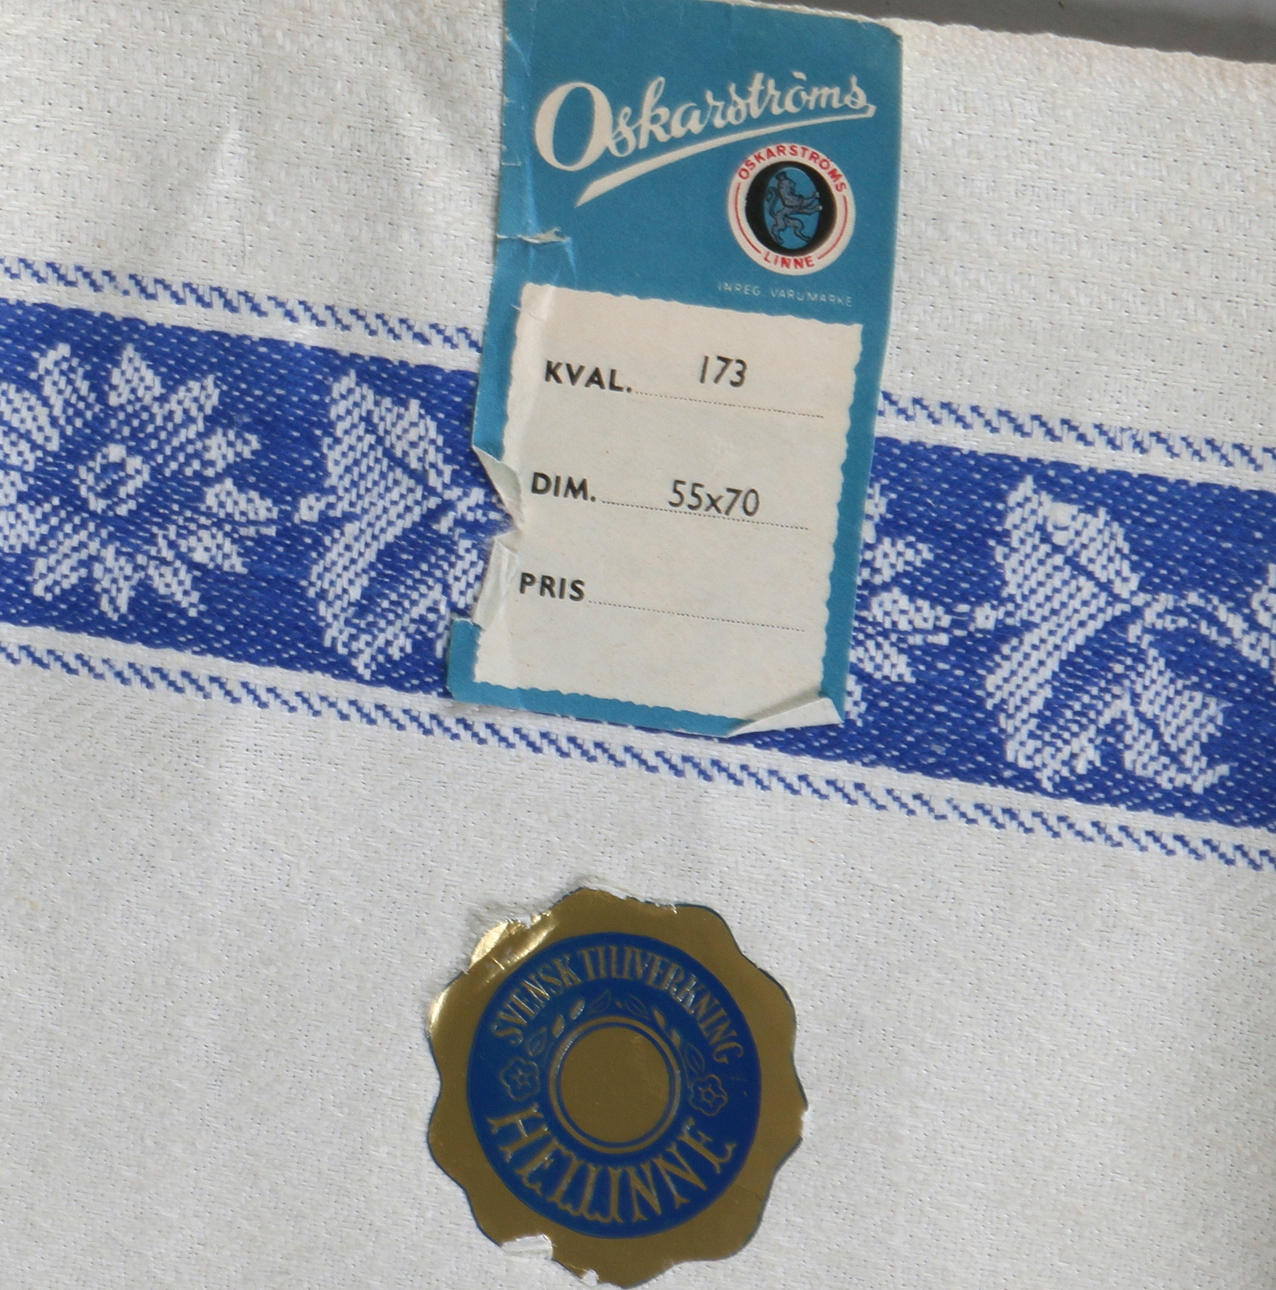 Oskarströms
OSKARSTRÖMS
LINNE
INREG. VARUMÄRKE
KVAL. 173
DIM. 55x70
PRIS
SVENSK TILLVERKNING
HELLINNE